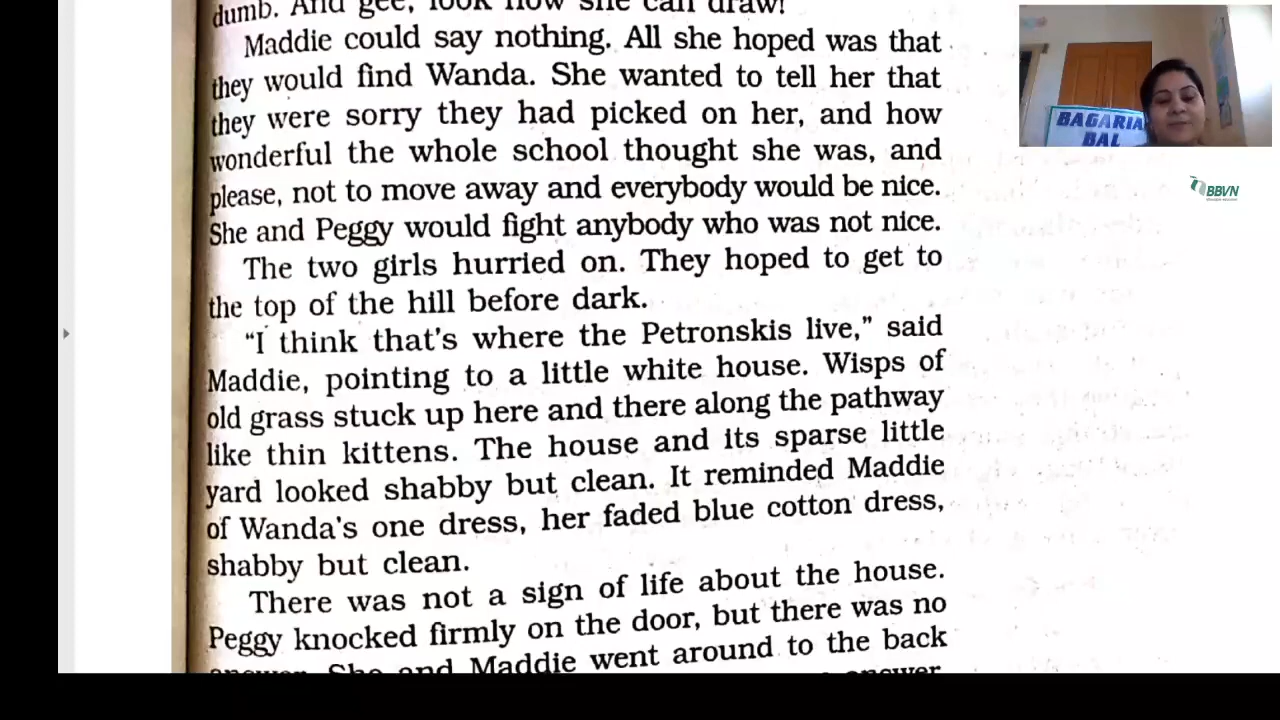 dumb. And gee, look how she can draw!
Maddie could say nothing. All she hoped was that
they would find Wanda. She wanted to tell her that
they were sorry they had picked on her, and how
wonderful the whole school thought she was, and
please, not to move away and everybody would be nice.
She and Peggy would fight anybody who was not nice.
The two girls hurried on. They hoped to get to
the top of the hill before dark.
“I think that's where the Petronskis live,” said
Maddie, pointing to a little white house. Wisps of
old grass stuck up here and there along the pathway
like thin kittens. The house and its sparse little
yard looked shabby but clean. It reminded Maddie
of Wanda's one dress, her faded blue cotton dress,
shabby but clean.
There was not a sign of life about the house.
Peggy knocked firmly on the door, but there was no
answer. She and Maddie went around to the back
answer.
BAGARIA
BAL
BBVN